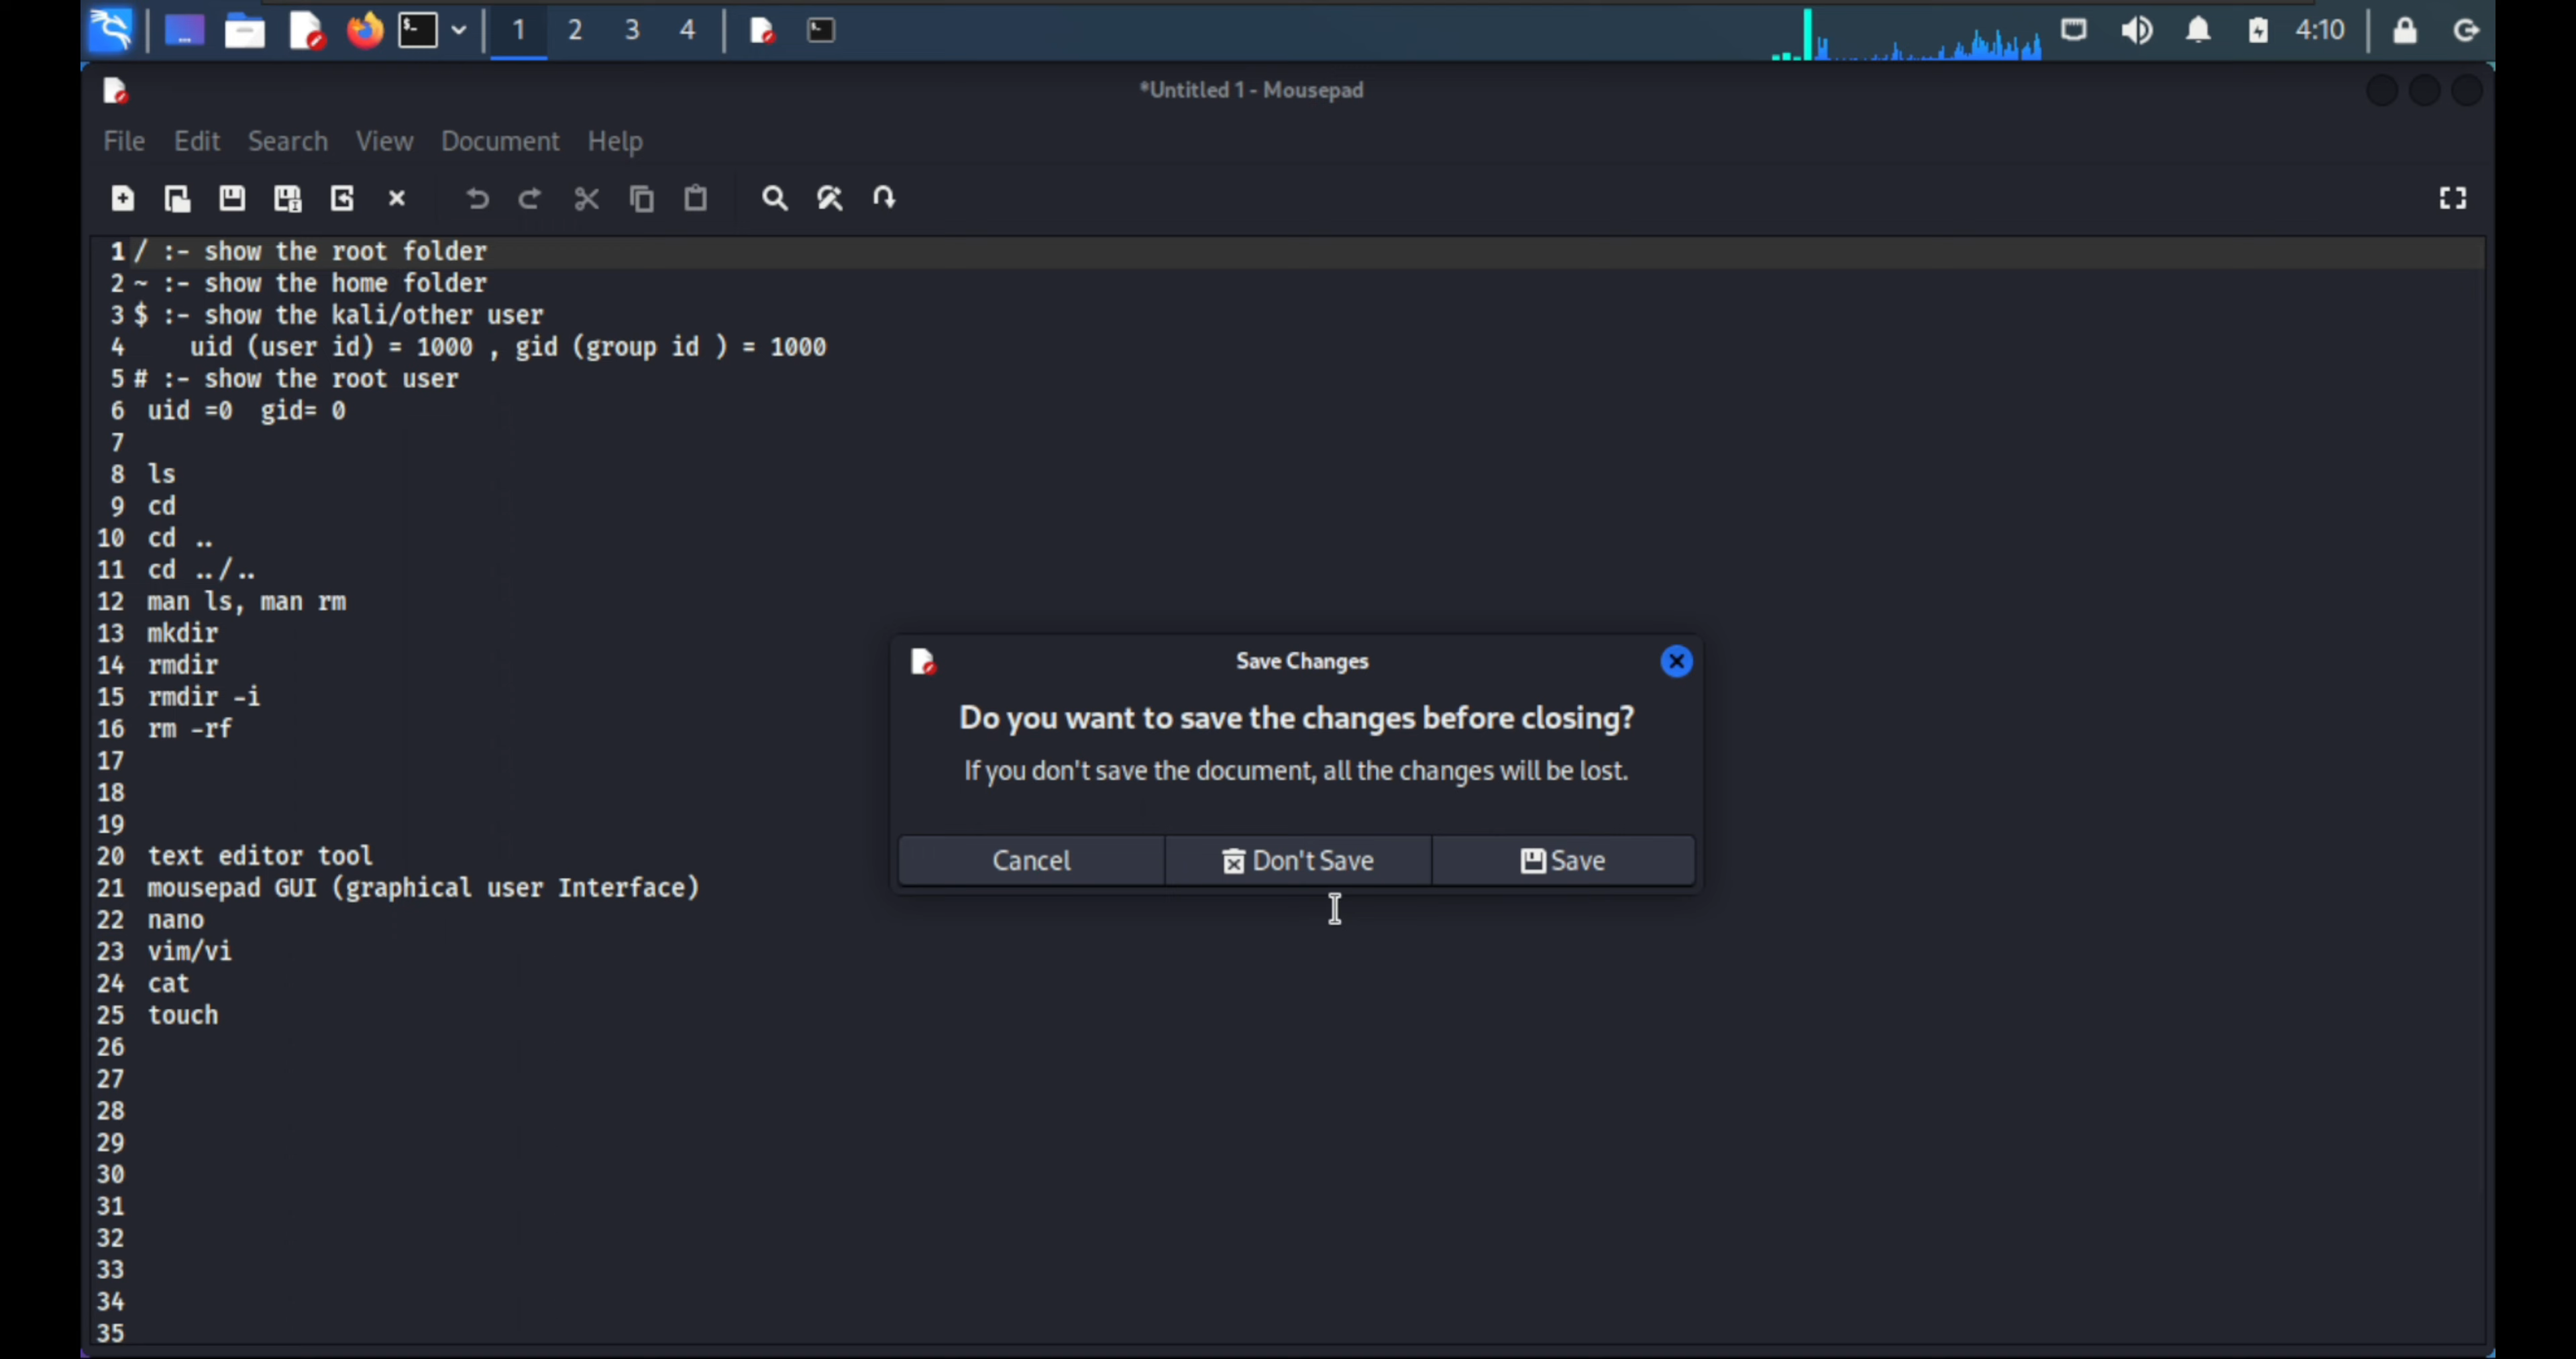 1 2 3 4 4:10
*Untitled 1 - Mousepad
File Edit Search View Document Help
1 / :- show the root folder
2 ~ :- show the home folder
3 $ :- show the kali/other user
4 uid (user id) = 1000 , gid (group id ) = 1000
5 # :- show the root user
6 uid =0 gid= 0
7
8 ls
9 cd
10 cd ..
11 cd ../..
12 man ls, man rm
13 mkdir
14 rmdir
15 rmdir -i
16 rm -rf
17
18
19
20 text editor tool
21 mousepad GUI (graphical user Interface)
22 nano
23 vim/vi
24 cat
25 touch
26
27
28
29
30
31
32
33
34
35
Save Changes
Do you want to save the changes before closing?
If you don't save the document, all the changes will be lost.
Cancel Don't Save Save